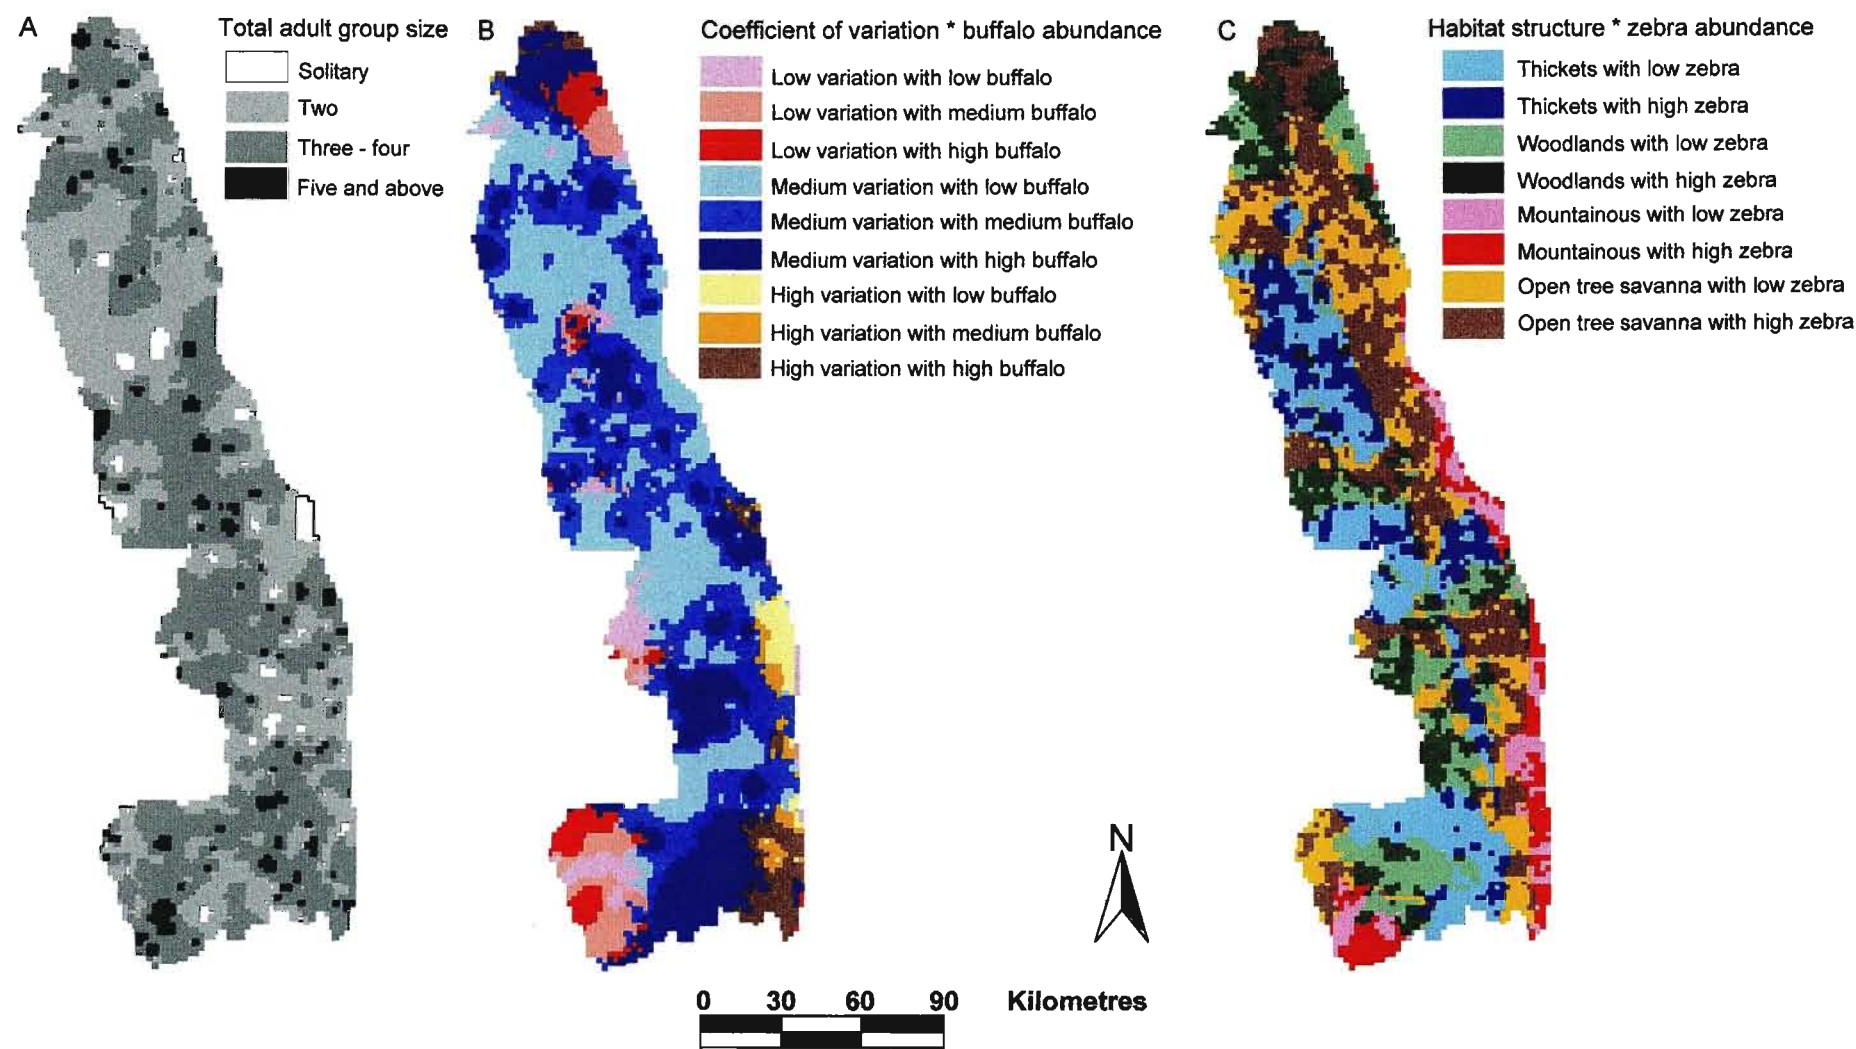 A
Total adult group size
Solitary
Two
Three - four
Five and above
B
Coefficient of variation * buffalo abundance
Low variation with low buffalo
Low variation with medium buffalo
Low variation with high buffalo
Medium variation with low buffalo
Medium variation with medium buffalo
Medium variation with high buffalo
High variation with low buffalo
High variation with medium buffalo
High variation with high buffalo
C
Habitat structure * zebra abundance
Thickets with low zebra
Thickets with high zebra
Woodlands with low zebra
Woodlands with high zebra
Mountainous with low zebra
Mountainous with high zebra
Open tree savanna with low zebra
Open tree savanna with high zebra
N
0 30 60 90 Kilometres